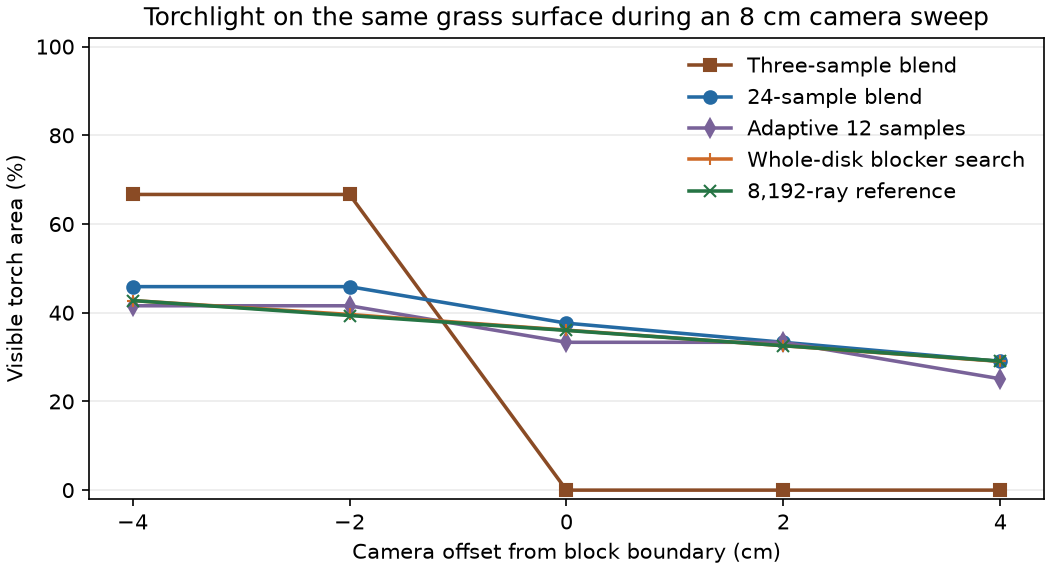 Torchlight on the same grass surface during an 8 cm camera sweep
Visible torch area (%)
100
80
60
40
20
0
Three-sample blend
24-sample blend
Adaptive 12 samples
Whole-disk blocker search
8,192-ray reference
−4
−2
0
2
4
Camera offset from block boundary (cm)